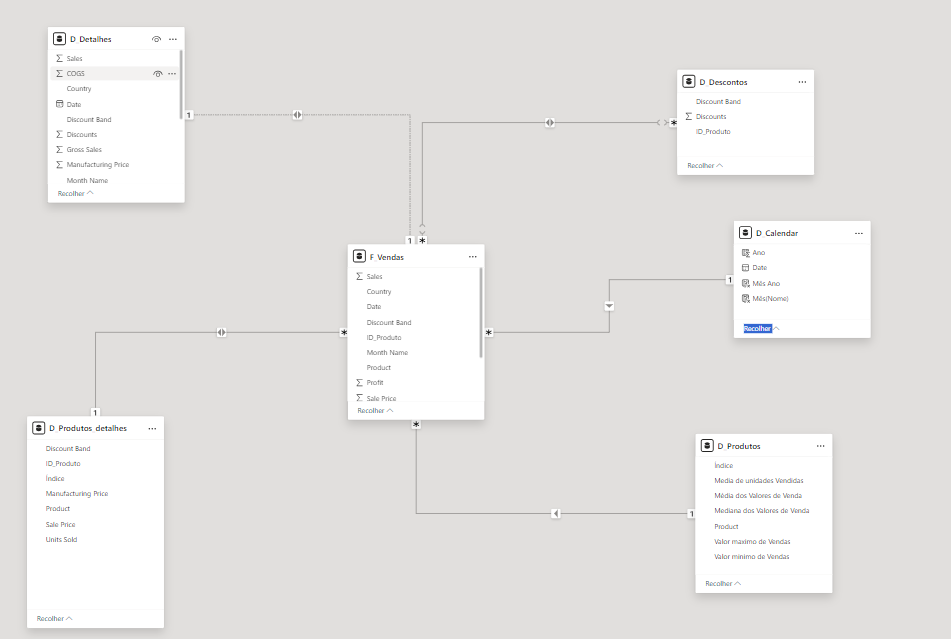 D_Detalhes
Sales
COGS
Country
Date
Discount Band
Discounts
Gross Sales
Manufacturing Price
Month Name
Recolher
1
1
*
*
D_Descontos
Discount Band
Discounts
ID_Produto
Recolher
F_Vendas
Sales
Country
Date
Discount Band
ID_Produto
Month Name
Product
Profit
Sale Price
Recolher
*
*
*
1
D_Calendar
Ano
Date
Mês Ano
Mês(Nome)
Recolher
1
D_Produtos_detalhes
Discount Band
ID_Produto
Índice
Manufacturing Price
Product
Sale Price
Units Sold
Recolher
1
D_Produtos
Índice
Media de unidades Vendidas
Média dos Valores de Venda
Mediana dos Valores de Venda
Product
Valor maximo de Vendas
Valor minimo de Vendas
Recolher